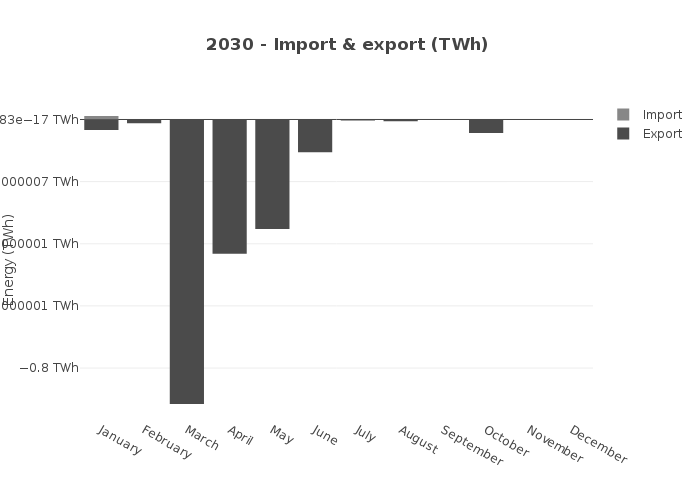 2030 - Import & export (TWh)
Import
Export
83e−17 TWh
000007 TWh
000001 TWh
000001 TWh
−0.8 TWh
Energy (TWh)
January
February
March
April
May
June
July
August
September
October
November
December